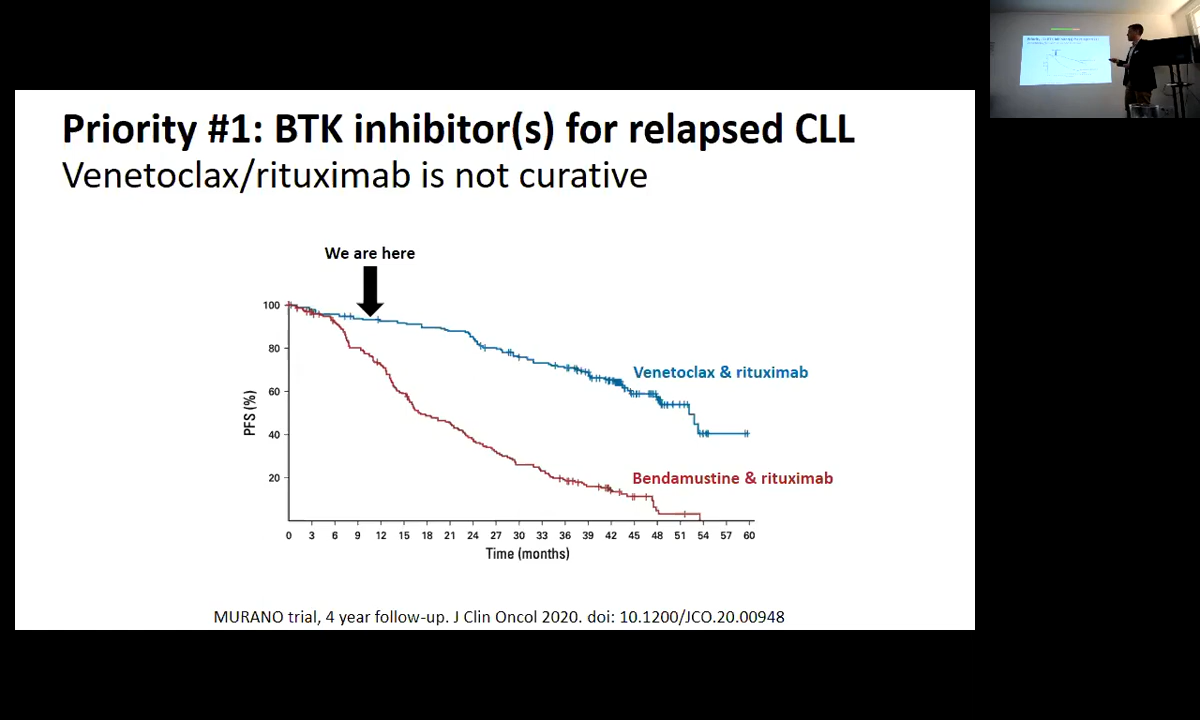 Priority #1: BTK inhibitor(s) for relapsed CLL
Venetoclax/rituximab is not curative
We are here
100
80
60
40
20
PFS (%)
Venetoclax & rituximab
Bendamustine & rituximab
0 3 6 9 12 15 18 21 24 27 30 33 36 39 42 45 48 51 54 57 60
Time (months)
MURANO trial, 4 year follow-up. J Clin Oncol 2020. doi: 10.1200/JCO.20.00948